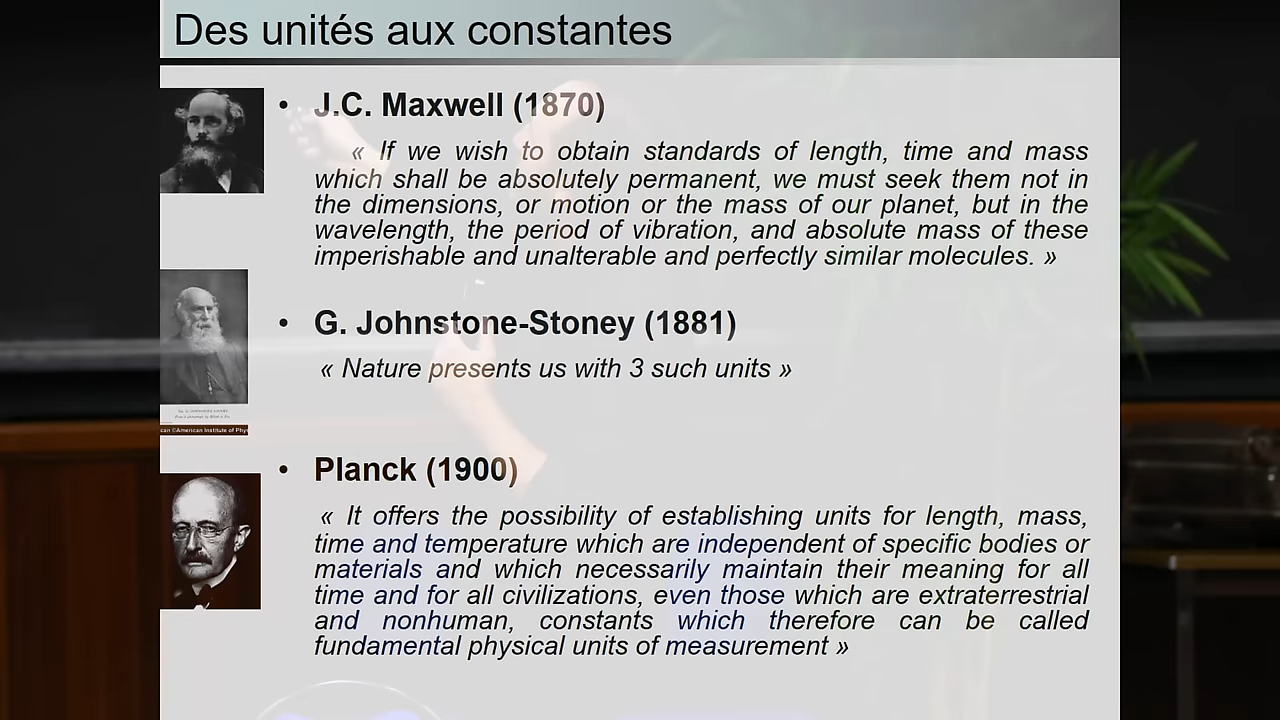 Des unités aux constantes
• J.C. Maxwell (1870)
« If we wish to obtain standards of length, time and mass
which shall be absolutely permanent, we must seek them not in
the dimensions, or motion or the mass of our planet, but in the
wavelength, the period of vibration, and absolute mass of these
imperishable and unalterable and perfectly similar molecules. »
• G. Johnstone-Stoney (1881)
« Nature presents us with 3 such units »
©American Institute of
• Planck (1900)
« It offers the possibility of establishing units for length, mass,
time and temperature which are independent of specific bodies or
materials and which necessarily maintain their meaning for all
time and for all civilizations, even those which are extraterrestrial
and nonhuman, constants which therefore can be called
fundamental physical units of measurement »